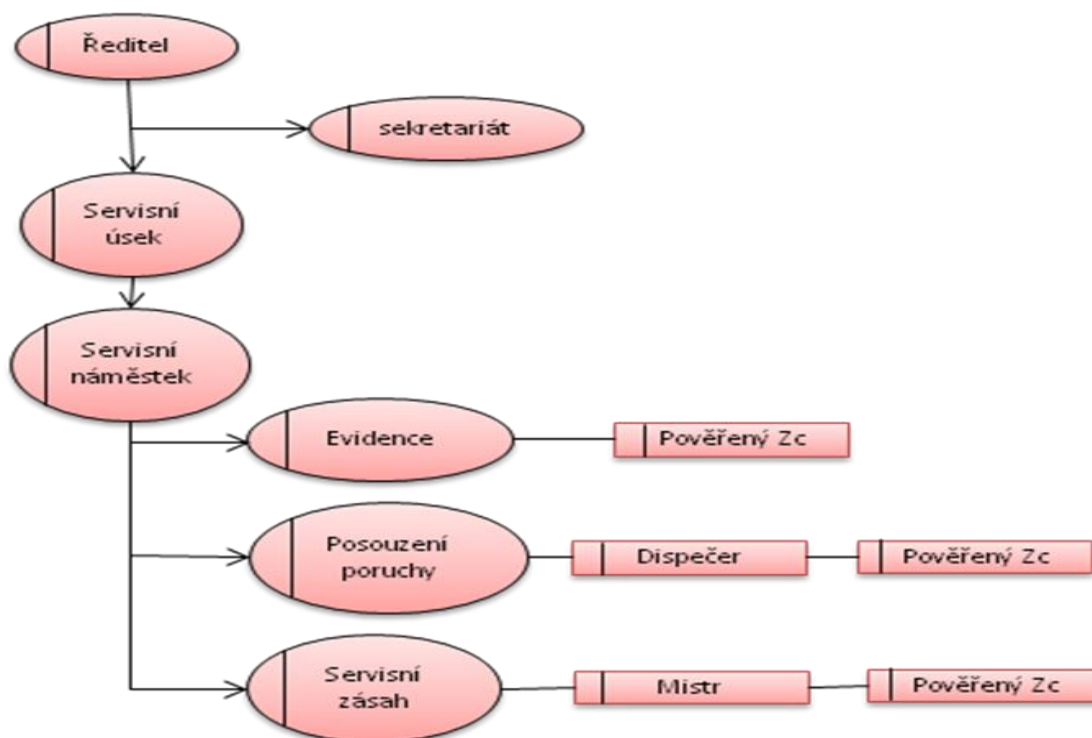 Ředitel
sekretariát
Servisní
úsek
Servisní
náměstek
Evidence
Pověřený Zc
Posouzení
poruchy
Dispečer
Pověřený Zc
Servisní
zásah
Mistr
Pověřený Zc